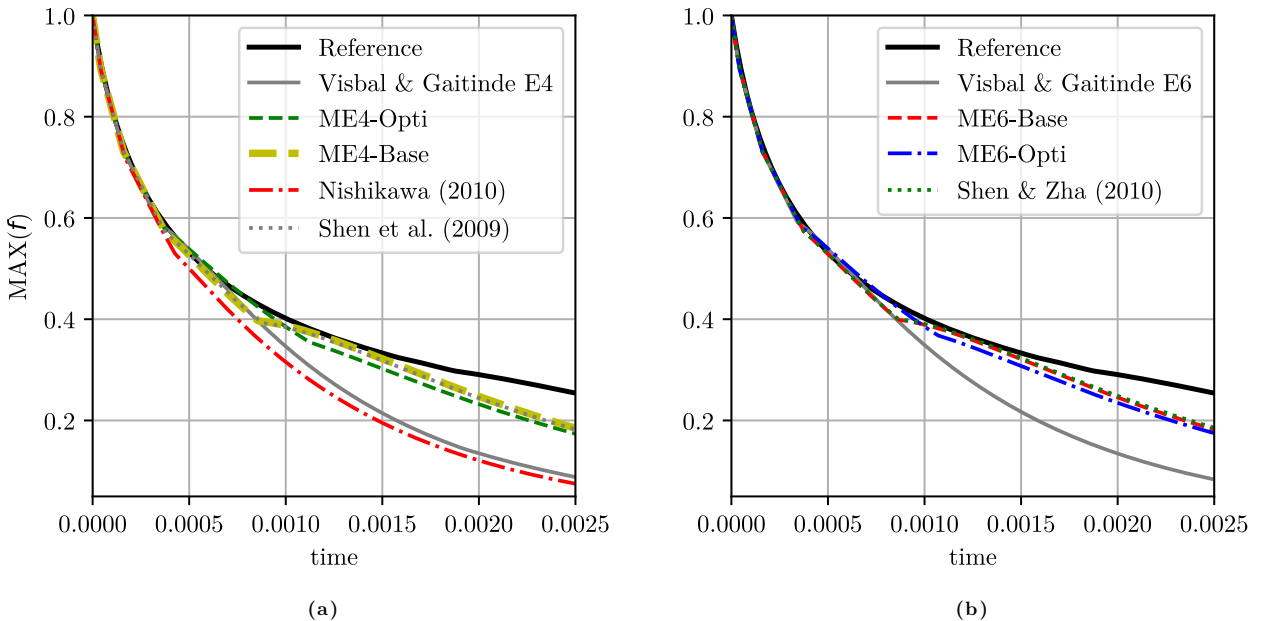 1.0
0.8
0.6
0.4
0.2
MAX(f)
0.0000 0.0005 0.0010 0.0015 0.0020 0.0025
time
Reference
Visbal & Gaitinde E4
ME4-Opti
ME4-Base
Nishikawa (2010)
Shen et al. (2009)
(a)
1.0
0.8
0.6
0.4
0.2
0.0000 0.0005 0.0010 0.0015 0.0020 0.0025
time
Reference
Visbal & Gaitinde E6
ME6-Base
ME6-Opti
Shen & Zha (2010)
(b)